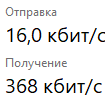 Отправка
16,0 кбит/с
Получение
368 кбит/с